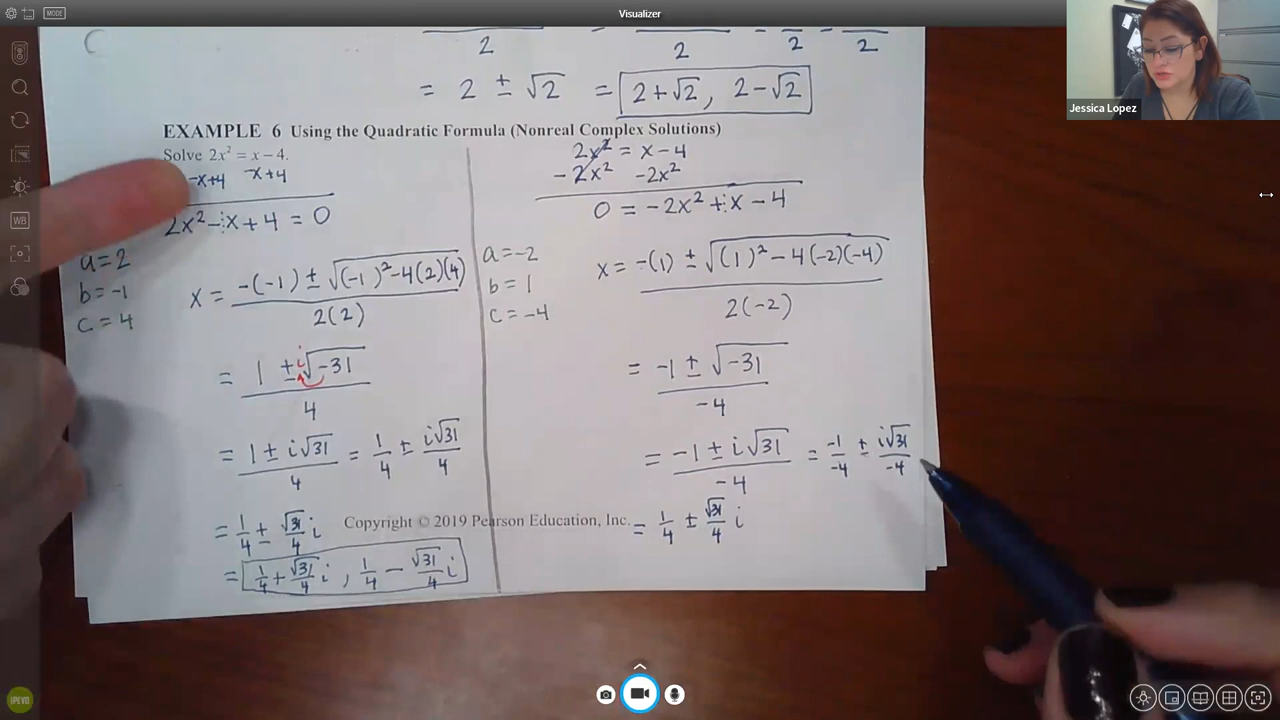 MODE
Visualizer
Jessica Lopez
C
2 2 2 2
= 2 ± √2 = 2+√2, 2-√2
EXAMPLE 6 Using the Quadratic Formula (Nonreal Complex Solutions)
Solve 2x² = x – 4.
-x+4 -x+4
2x²-1x+4 = 0
a=2
b=-1
c=4
x = -(-1) ± √(-1)²-4(2)(4)
2(2)
= 1 ± i√-31
4
= 1 ± i√31 = 1/4 ± i√31/4
4
= 1/4 ± √31/4 i
= 1/4 + √31/4 i , 1/4 - √31/4 i
2x² = x - 4
-2x² -2x²
0 = -2x² + 1x - 4
a=-2
b=1
c=-4
x = -(1) ± √(1)² - 4(-2)(-4)
2(-2)
= -1 ± √-31
-4
= -1 ± i√31 = -1/-4 ± i√31/-4
-4
= 1/4 ± √31/4 i
Copyright © 2019 Pearson Education, Inc.
WB
IPEVO